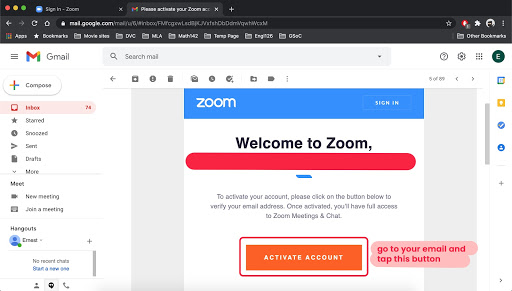 Sign In - Zoom
Please activate your Zoom acc
mail.google.com/mail/u/6/#inbox/
Apps
Bookmarks
Movie sites
DVC
MLA
Math142
Temp Page
Engl126
GSoC
Other Bookmarks
Gmail
Search mail
E
Compose
5 of 89
Inbox 74
Starred
Snoozed
Sent
Drafts
More
Meet
New meeting
Join a meeting
Hangouts
Ernest
No recent chats
Start a new one
zoom
SIGN IN
Welcome to Zoom,
To activate your account, please click on the button below to
verify your email address. Once activated, you'll have full access
to Zoom Meetings & Chat.
ACTIVATE ACCOUNT
go to your email and
tap this button